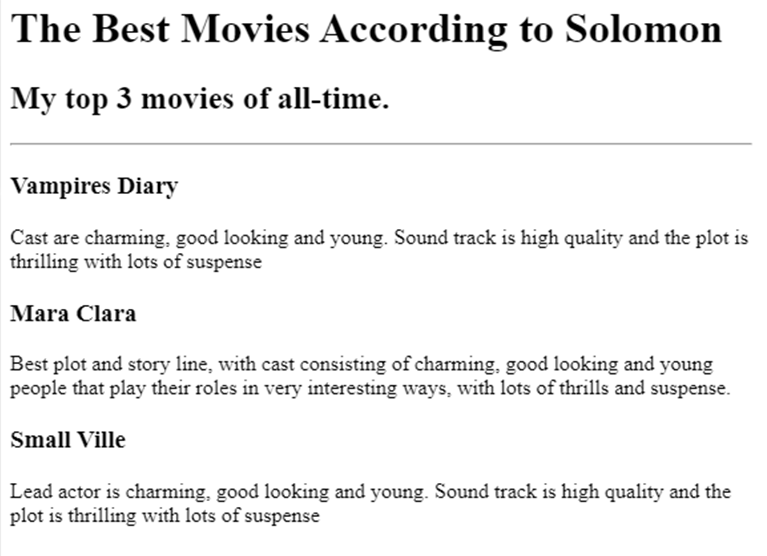 The Best Movies According to Solomon
My top 3 movies of all-time.
Vampires Diary
Cast are charming, good looking and young. Sound track is high quality and the plot is
thrilling with lots of suspense
Mara Clara
Best plot and story line, with cast consisting of charming, good looking and young
people that play their roles in very interesting ways, with lots of thrills and suspense.
Small Ville
Lead actor is charming, good looking and young. Sound track is high quality and the
plot is thrilling with lots of suspense